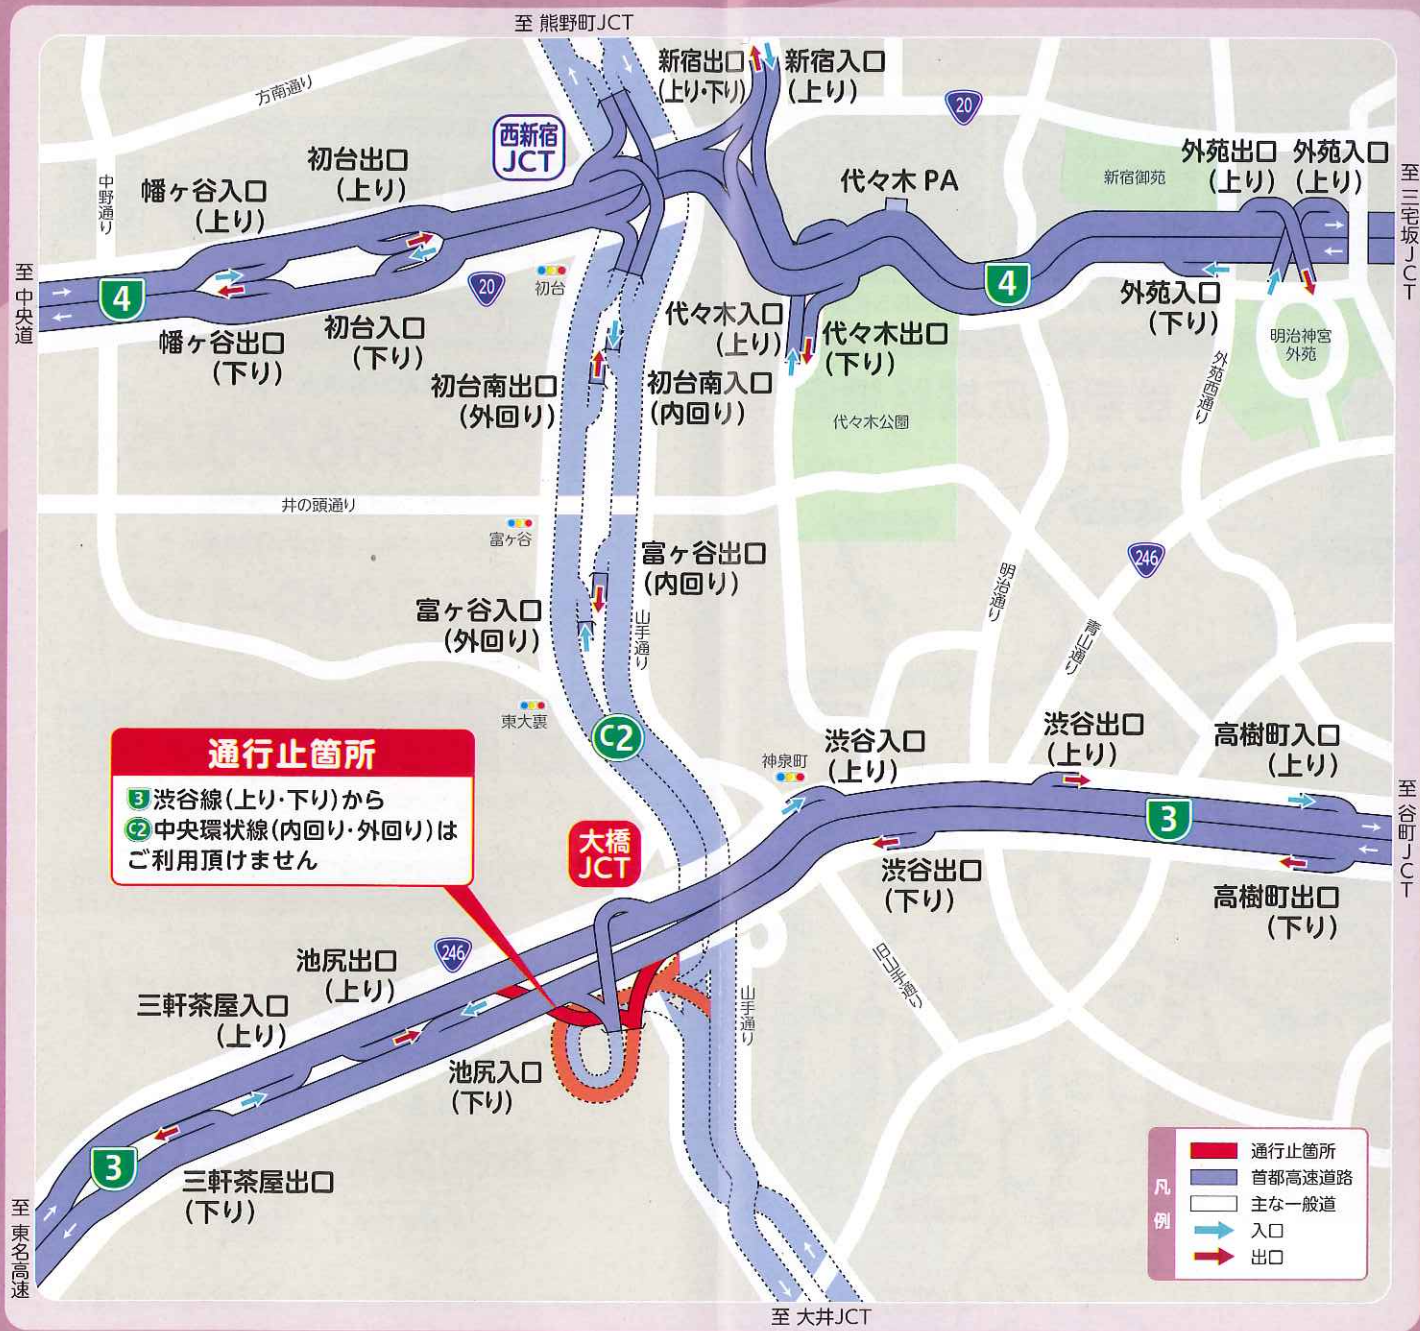 至 熊野町JCT
新宿出口
(上り・下り)
新宿入口
(上り)
方南通り
20
西新宿
JCT
初台出口
(上り)
幡ヶ谷入口
(上り)
中野通り
代々木 PA
新宿御苑
外苑出口
(上り)
外苑入口
(上り)
至 三宅坂JCT
至 中央道
4
20
初台
4
外苑入口
(下り)
明治神宮
外苑
幡ヶ谷出口
(下り)
初台入口
(下り)
代々木入口
(上り)
代々木出口
(下り)
初台南出口
(外回り)
初台南入口
(内回り)
外苑西通り
代々木公園
井の頭通り
富ヶ谷
富ヶ谷出口
(内回り)
富ヶ谷入口
(外回り)
山手通り
明治通り
246
青山通り
東大裏
C2
通行止箇所
3渋谷線(上り・下り)から
C2中央環状線(内回り・外回り)は
ご利用頂けません
神泉町
渋谷入口
(上り)
渋谷出口
(上り)
高樹町入口
(上り)
3
至 谷町JCT
大橋
JCT
渋谷出口
(下り)
高樹町出口
(下り)
246
池尻出口
(上り)
三軒茶屋入口
(上り)
旧山手通り
山手通り
池尻入口
(下り)
3
三軒茶屋出口
(下り)
至 東名高速
凡例
通行止箇所
首都高速道路
主な一般道
入口
出口
至 大井JCT